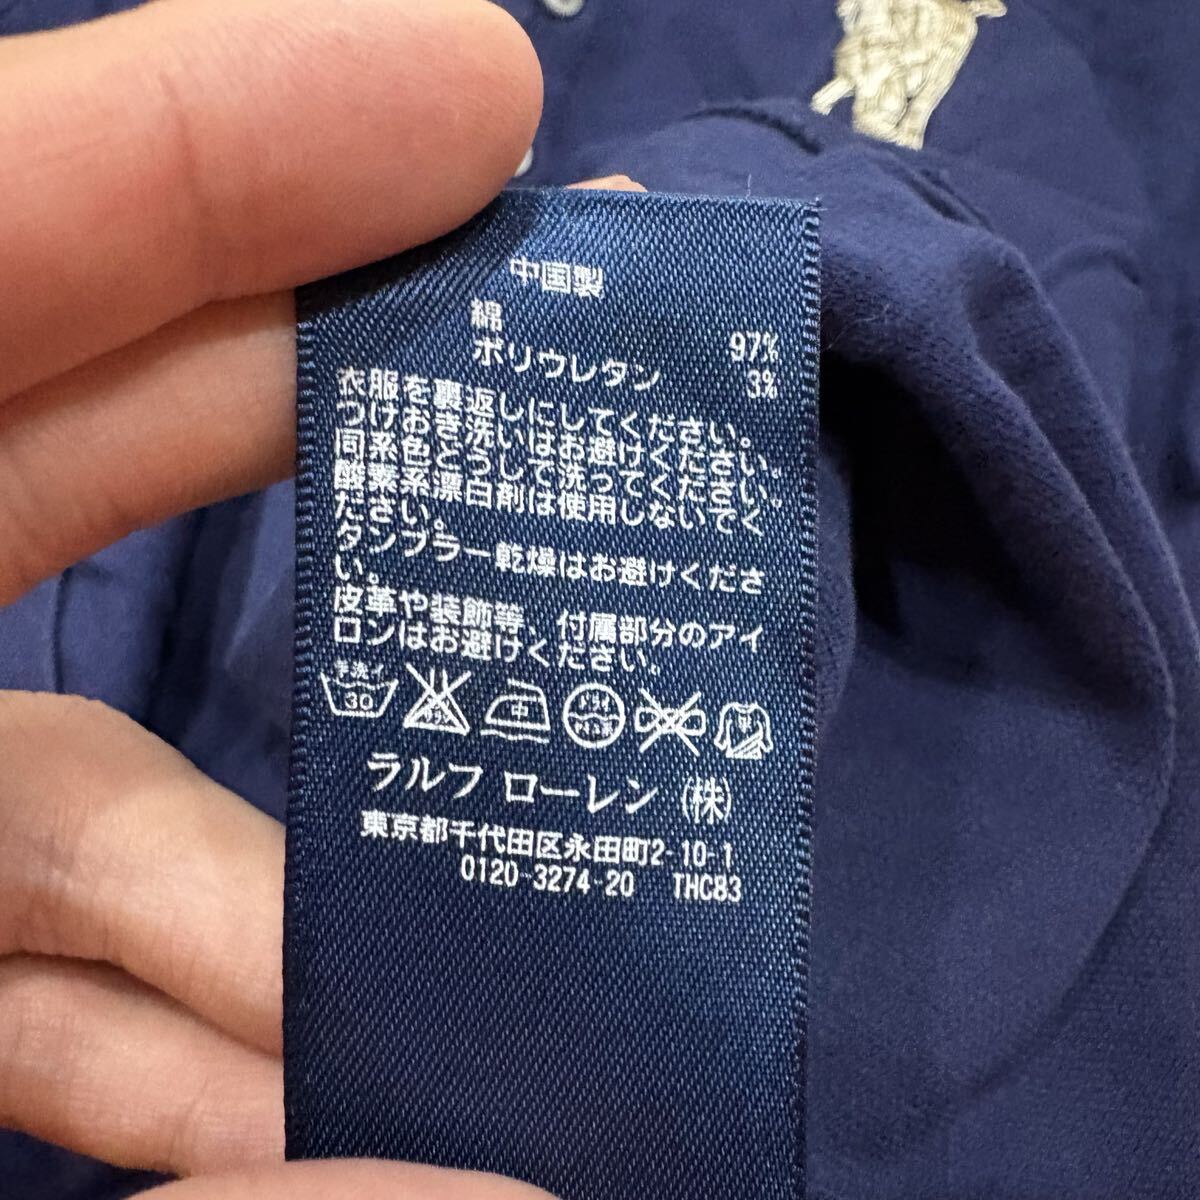 中国製
綿 97%
ポリウレタン 3%
衣服を裏返しにしてください。
つけおき洗いはお避けください。
同系色どうしで洗ってください。
酸素系漂白剤は使用しないでく
ださい。
タンブラー乾燥はお避けくださ
い。
皮革や装飾等 付属部分のアイ
ロンはお避けください。
手洗イ
30
中
ラルフ ローレン (株)
東京都千代田区永田町2-10-1
0120-3274-20 THC83